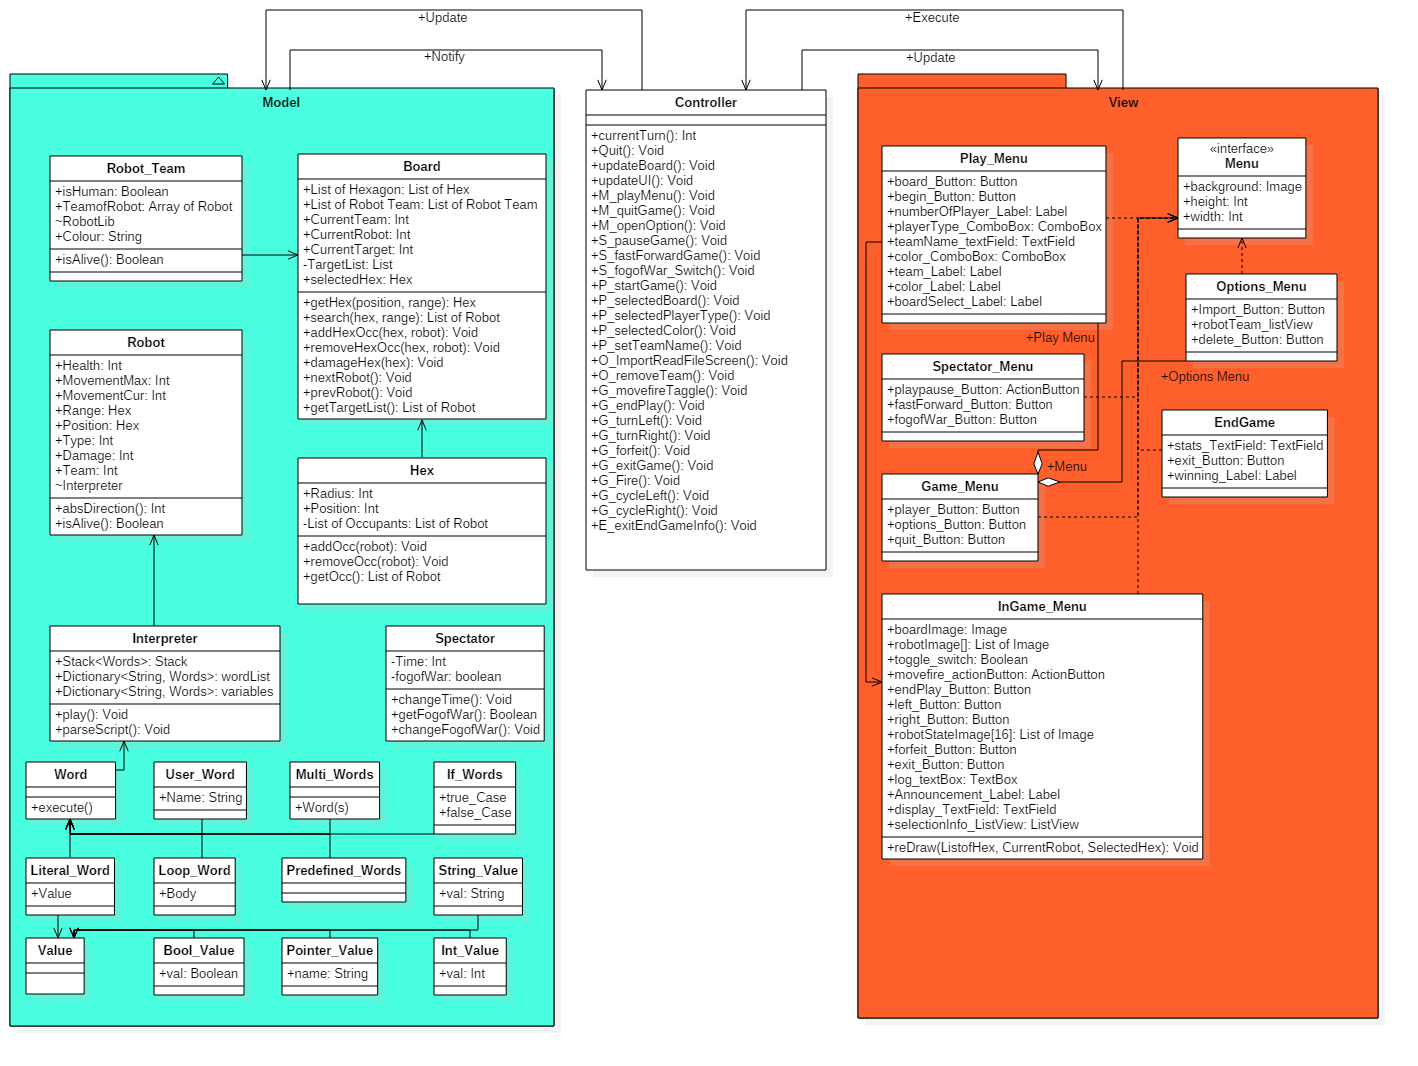 +Update
+Notify
+Execute
+Update
Model
Robot_Team
+isHuman: Boolean
+TeamofRobot: Array of Robot
~RobotLib
+Colour: String
+isAlive(): Boolean
Board
+List of Hexagon: List of Hex
+List of Robot Team: List of Robot Team
+CurrentTeam: Int
+CurrentRobot: Int
+CurrentTarget: Int
-TargetList: List
+selectedHex: Hex
+getHex(position, range): Hex
+search(hex, range): List of Robot
+addHexOcc(hex, robot): Void
+removeHexOcc(hex, robot): Void
+damageHex(hex): Void
+nextRobot(): Void
+prevRobot(): Void
+getTargetList(): List of Robot
Robot
+Health: Int
+MovementMax: Int
+MovementCur: Int
+Range: Hex
+Position: Hex
+Type: Int
+Damage: Int
+Team: Int
~Interpreter
+absDirection(): Int
+isAlive(): Boolean
Hex
+Radius: Int
+Position: Int
-List of Occupants: List of Robot
+addOcc(robot): Void
+removeOcc(robot): Void
+getOcc(): List of Robot
Interpreter
+Stack<Words>: Stack
+Dictionary<String, Words>: wordList
+Dictionary<String, Words>: variables
+play(): Void
+parseScript(): Void
Spectator
-Time: Int
-fogofWar: boolean
+changeTime(): Void
+getFogofWar(): Boolean
+changeFogofWar(): Void
Word
+execute()
User_Word
+Name: String
Multi_Words
+Word(s)
If_Words
+true_Case
+false_Case
Literal_Word
+Value
Loop_Word
+Body
Predefined_Words
String_Value
+val: String
Value
Bool_Value
+val: Boolean
Pointer_Value
+name: String
Int_Value
+val: Int
Controller
+currentTurn(): Int
+Quit(): Void
+updateBoard(): Void
+updateUI(): Void
+M_playMenu(): Void
+M_quitGame(): Void
+M_openOption(): Void
+S_pauseGame(): Void
+S_fastForwardGame(): Void
+S_fogofWar_Switch(): Void
+P_startGame(): Void
+P_selectedBoard(): Void
+P_selectedPlayerType(): Void
+P_selectedColor(): Void
+P_setTeamName(): Void
+O_ImportReadFileScreen(): Void
+O_removeTeam(): Void
+G_movefireTaggle(): Void
+G_endPlay(): Void
+G_turnLeft(): Void
+G_turnRight(): Void
+G_forfeit(): Void
+G_exitGame(): Void
+G_Fire(): Void
+G_cycleLeft(): Void
+G_cycleRight(): Void
+E_exitEndGameInfo(): Void
View
Play_Menu
+board_Button: Button
+begin_Button: Button
+numberOfPlayer_Label: Label
+playerType_ComboBox: ComboBox
+teamName_textField: TextField
+color_ComboBox: ComboBox
+team_Label: Label
+color_Label: Label
+boardSelect_Label: Label
«interface»
Menu
+background: Image
+height: Int
+width: Int
Options_Menu
+Import_Button: Button
+robotTeam_listView
+delete_Button: Button
+Play Menu
+Options Menu
Spectator_Menu
+playpause_Button: ActionButton
+fastForward_Button: Button
+fogofWar_Button: Button
EndGame
+stats_TextField: TextField
+exit_Button: Button
+winning_Label: Label
+Menu
Game_Menu
+player_Button: Button
+options_Button: Button
+quit_Button: Button
InGame_Menu
+boardImage: Image
+robotImage[]: List of Image
+toggle_switch: Boolean
+movefire_actionButton: ActionButton
+endPlay_Button: Button
+left_Button: Button
+right_Button: Button
+robotStateImage[16]: List of Image
+forfeit_Button: Button
+exit_Button: Button
+log_textBox: TextBox
+Announcement_Label: Label
+display_TextField: TextField
+selectionInfo_ListView: ListView
+reDraw(ListofHex, CurrentRobot, SelectedHex): Void